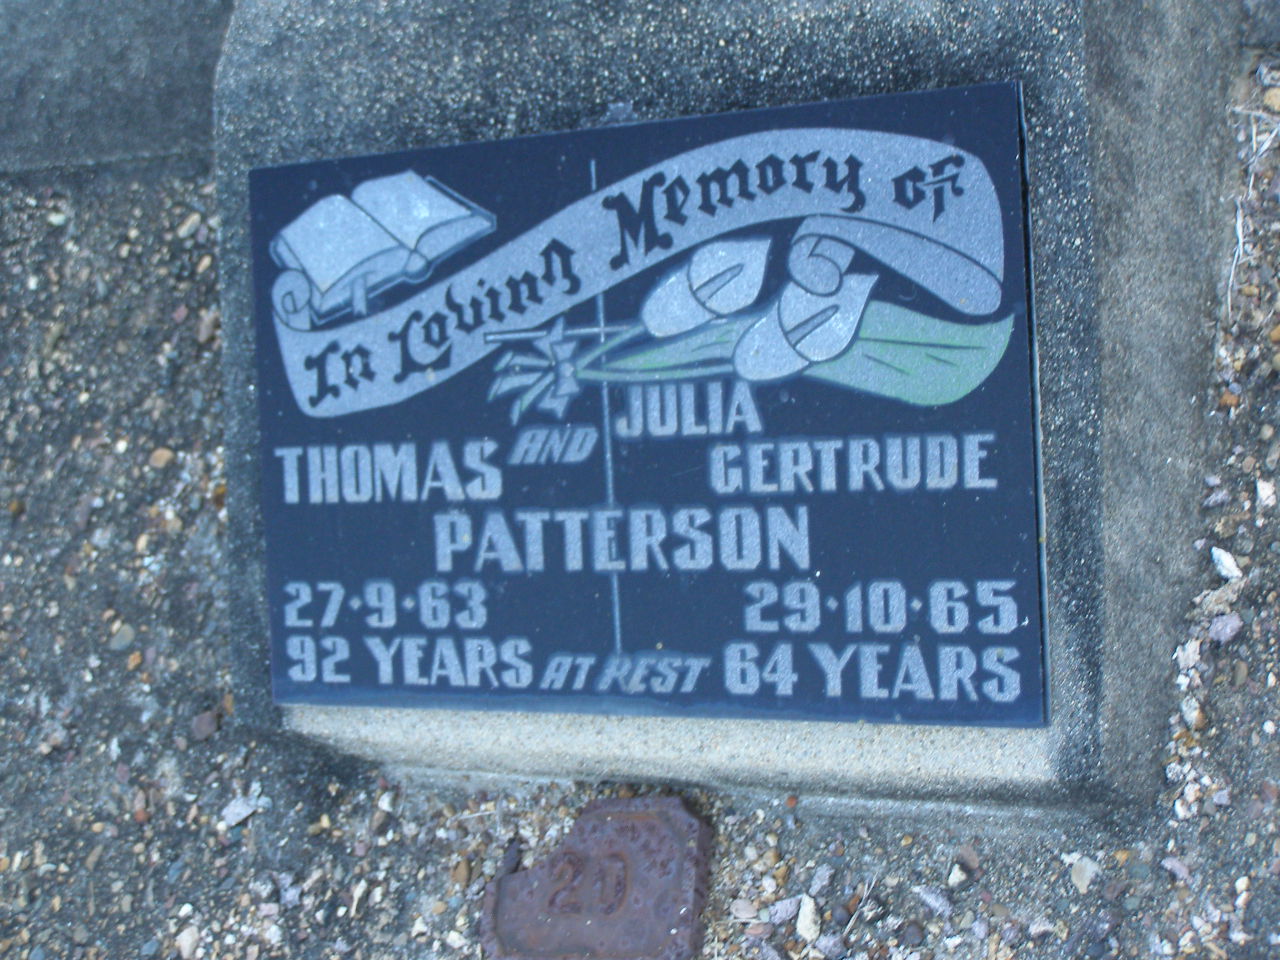 In Loving Memory of
JULIA
THOMAS AND GERTRUDE
PATTERSON
27·9·63 29·10·65
92 YEARS AT REST 64 YEARS
20